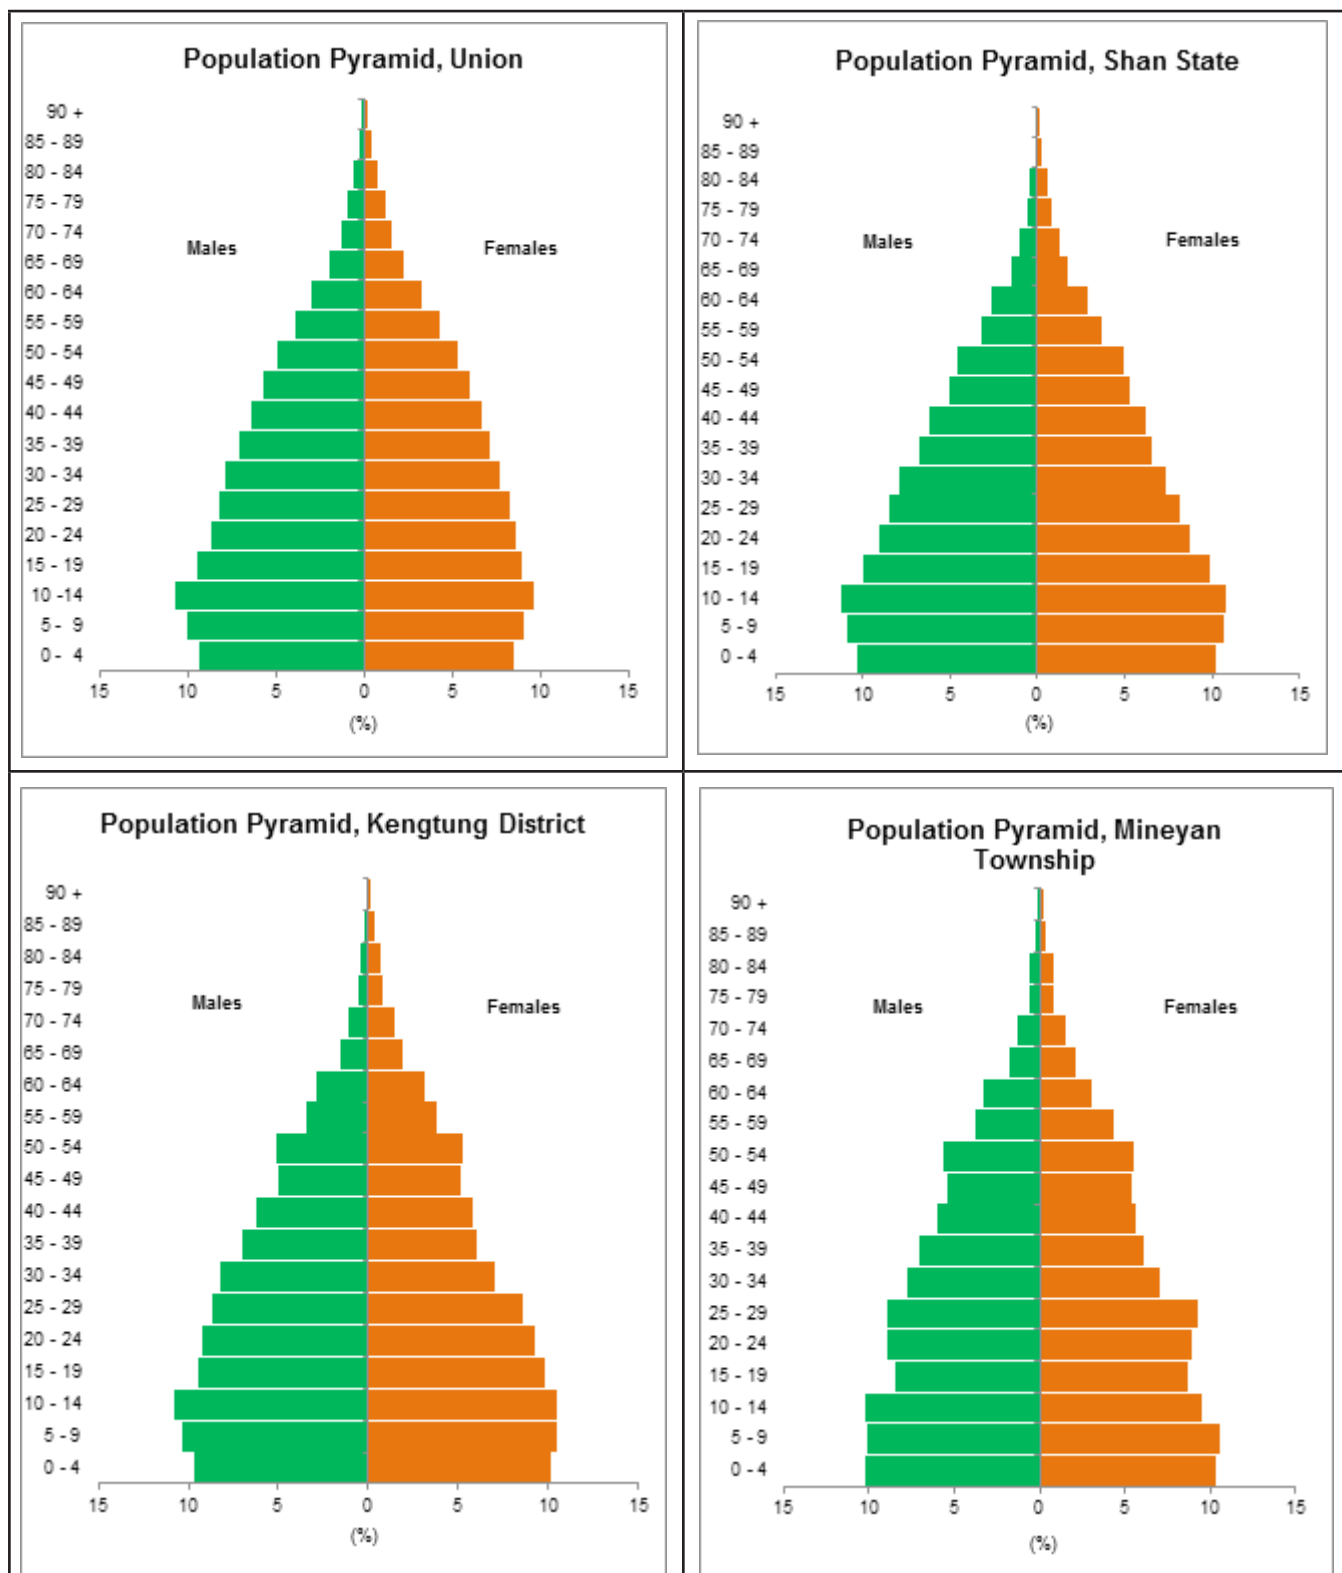 Population Pyramid, Union
90 +
85 - 89
80 - 84
75 - 79
70 - 74
65 - 69
60 - 64
55 - 59
50 - 54
45 - 49
40 - 44
35 - 39
30 - 34
25 - 29
20 - 24
15 - 19
10 -14
5 - 9
0 - 4
Males
Females
15 10 5 0 5 10 15
(%)
Population Pyramid, Shan State
90 +
85 - 89
80 - 84
75 - 79
70 - 74
65 - 69
60 - 64
55 - 59
50 - 54
45 - 49
40 - 44
35 - 39
30 - 34
25 - 29
20 - 24
15 - 19
10 - 14
5 - 9
0 - 4
Males
Females
15 10 5 0 5 10 15
(%)
Population Pyramid, Kengtung District
90 +
85 - 89
80 - 84
75 - 79
70 - 74
65 - 69
60 - 64
55 - 59
50 - 54
45 - 49
40 - 44
35 - 39
30 - 34
25 - 29
20 - 24
15 - 19
10 - 14
5 - 9
0 - 4
Males
Females
15 10 5 0 5 10 15
(%)
Population Pyramid, Mineyan
Township
90 +
85 - 89
80 - 84
75 - 79
70 - 74
65 - 69
60 - 64
55 - 59
50 - 54
45 - 49
40 - 44
35 - 39
30 - 34
25 - 29
20 - 24
15 - 19
10 - 14
5 - 9
0 - 4
Males
Females
15 10 5 0 5 10 15
(%)